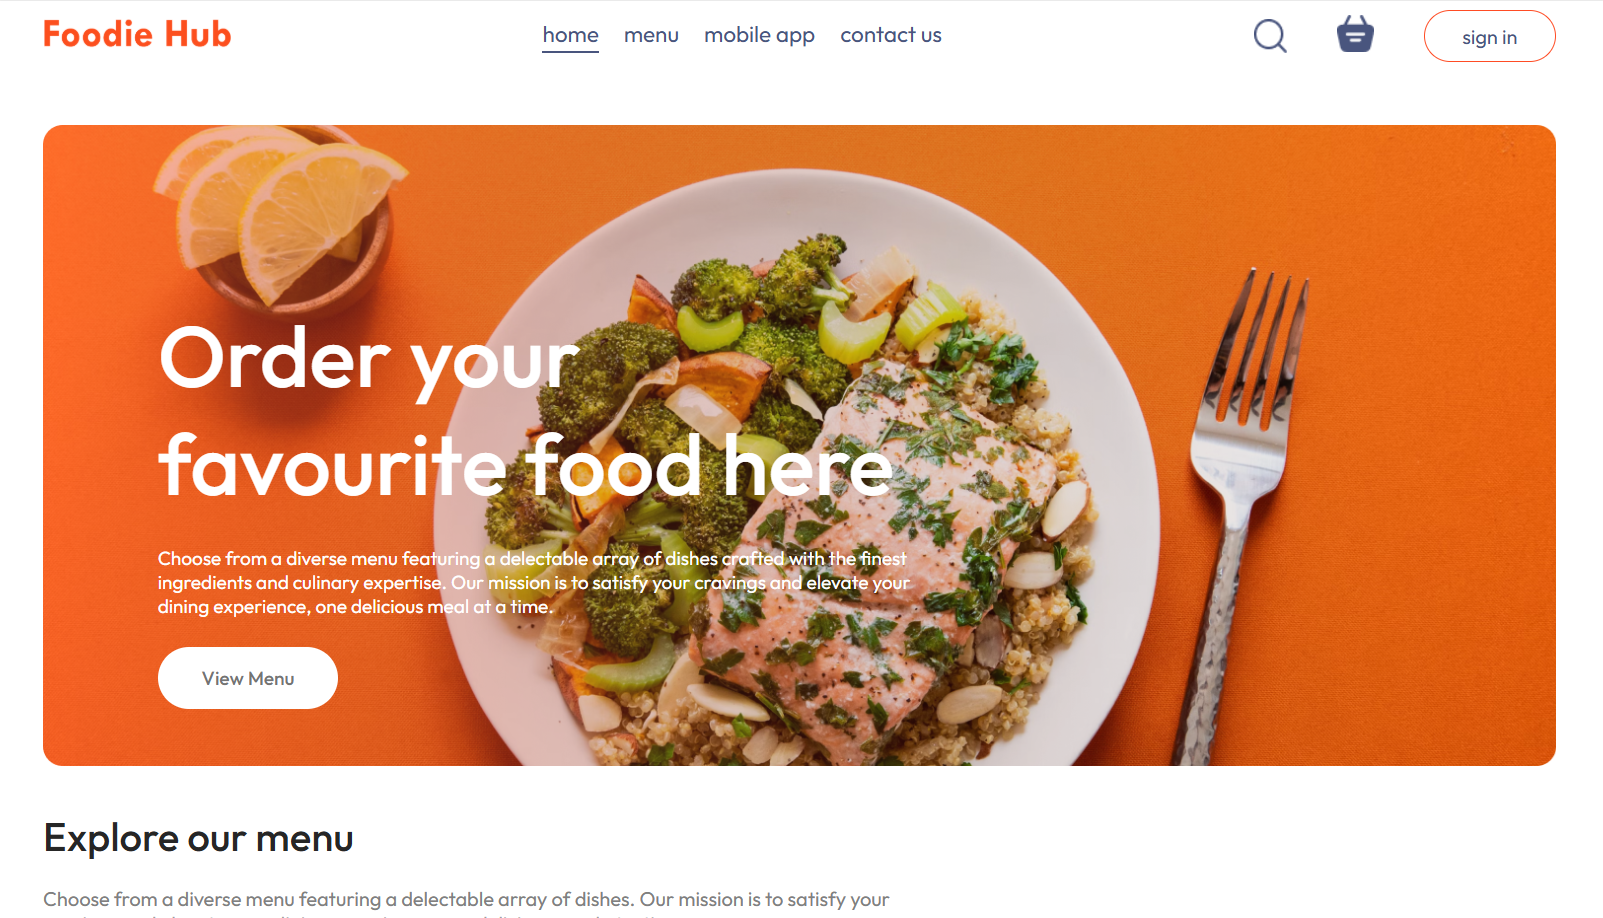 Foodie Hub
home menu mobile app contact us
sign in
Order your
favourite food here
Choose from a diverse menu featuring a delectable array of dishes crafted with the finest
ingredients and culinary expertise. Our mission is to satisfy your cravings and elevate your
dining experience, one delicious meal at a time.
View Menu
Explore our menu
Choose from a diverse menu featuring a delectable array of dishes. Our mission is to satisfy your